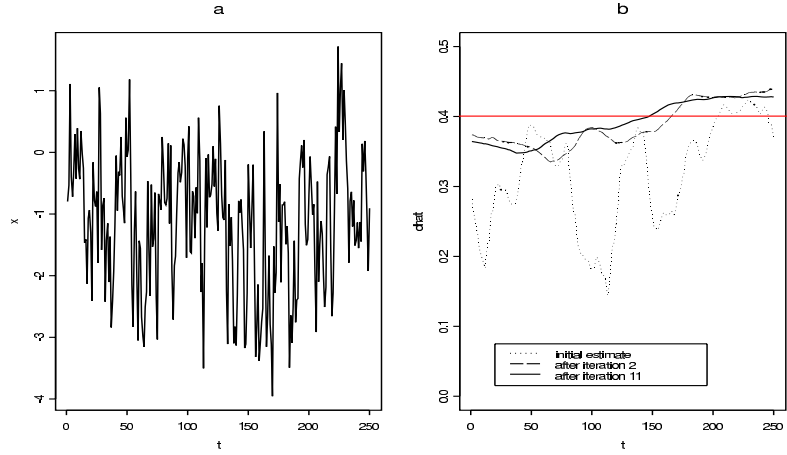 a
1
0
-1
-2
-3
-4
x
0 50 100 150 200 250
t
b
0.5
0.4
0.3
0.2
0.1
0.0
dhat
initial estimate
after iteration 2
after iteration 11
0 50 100 150 200 250
t